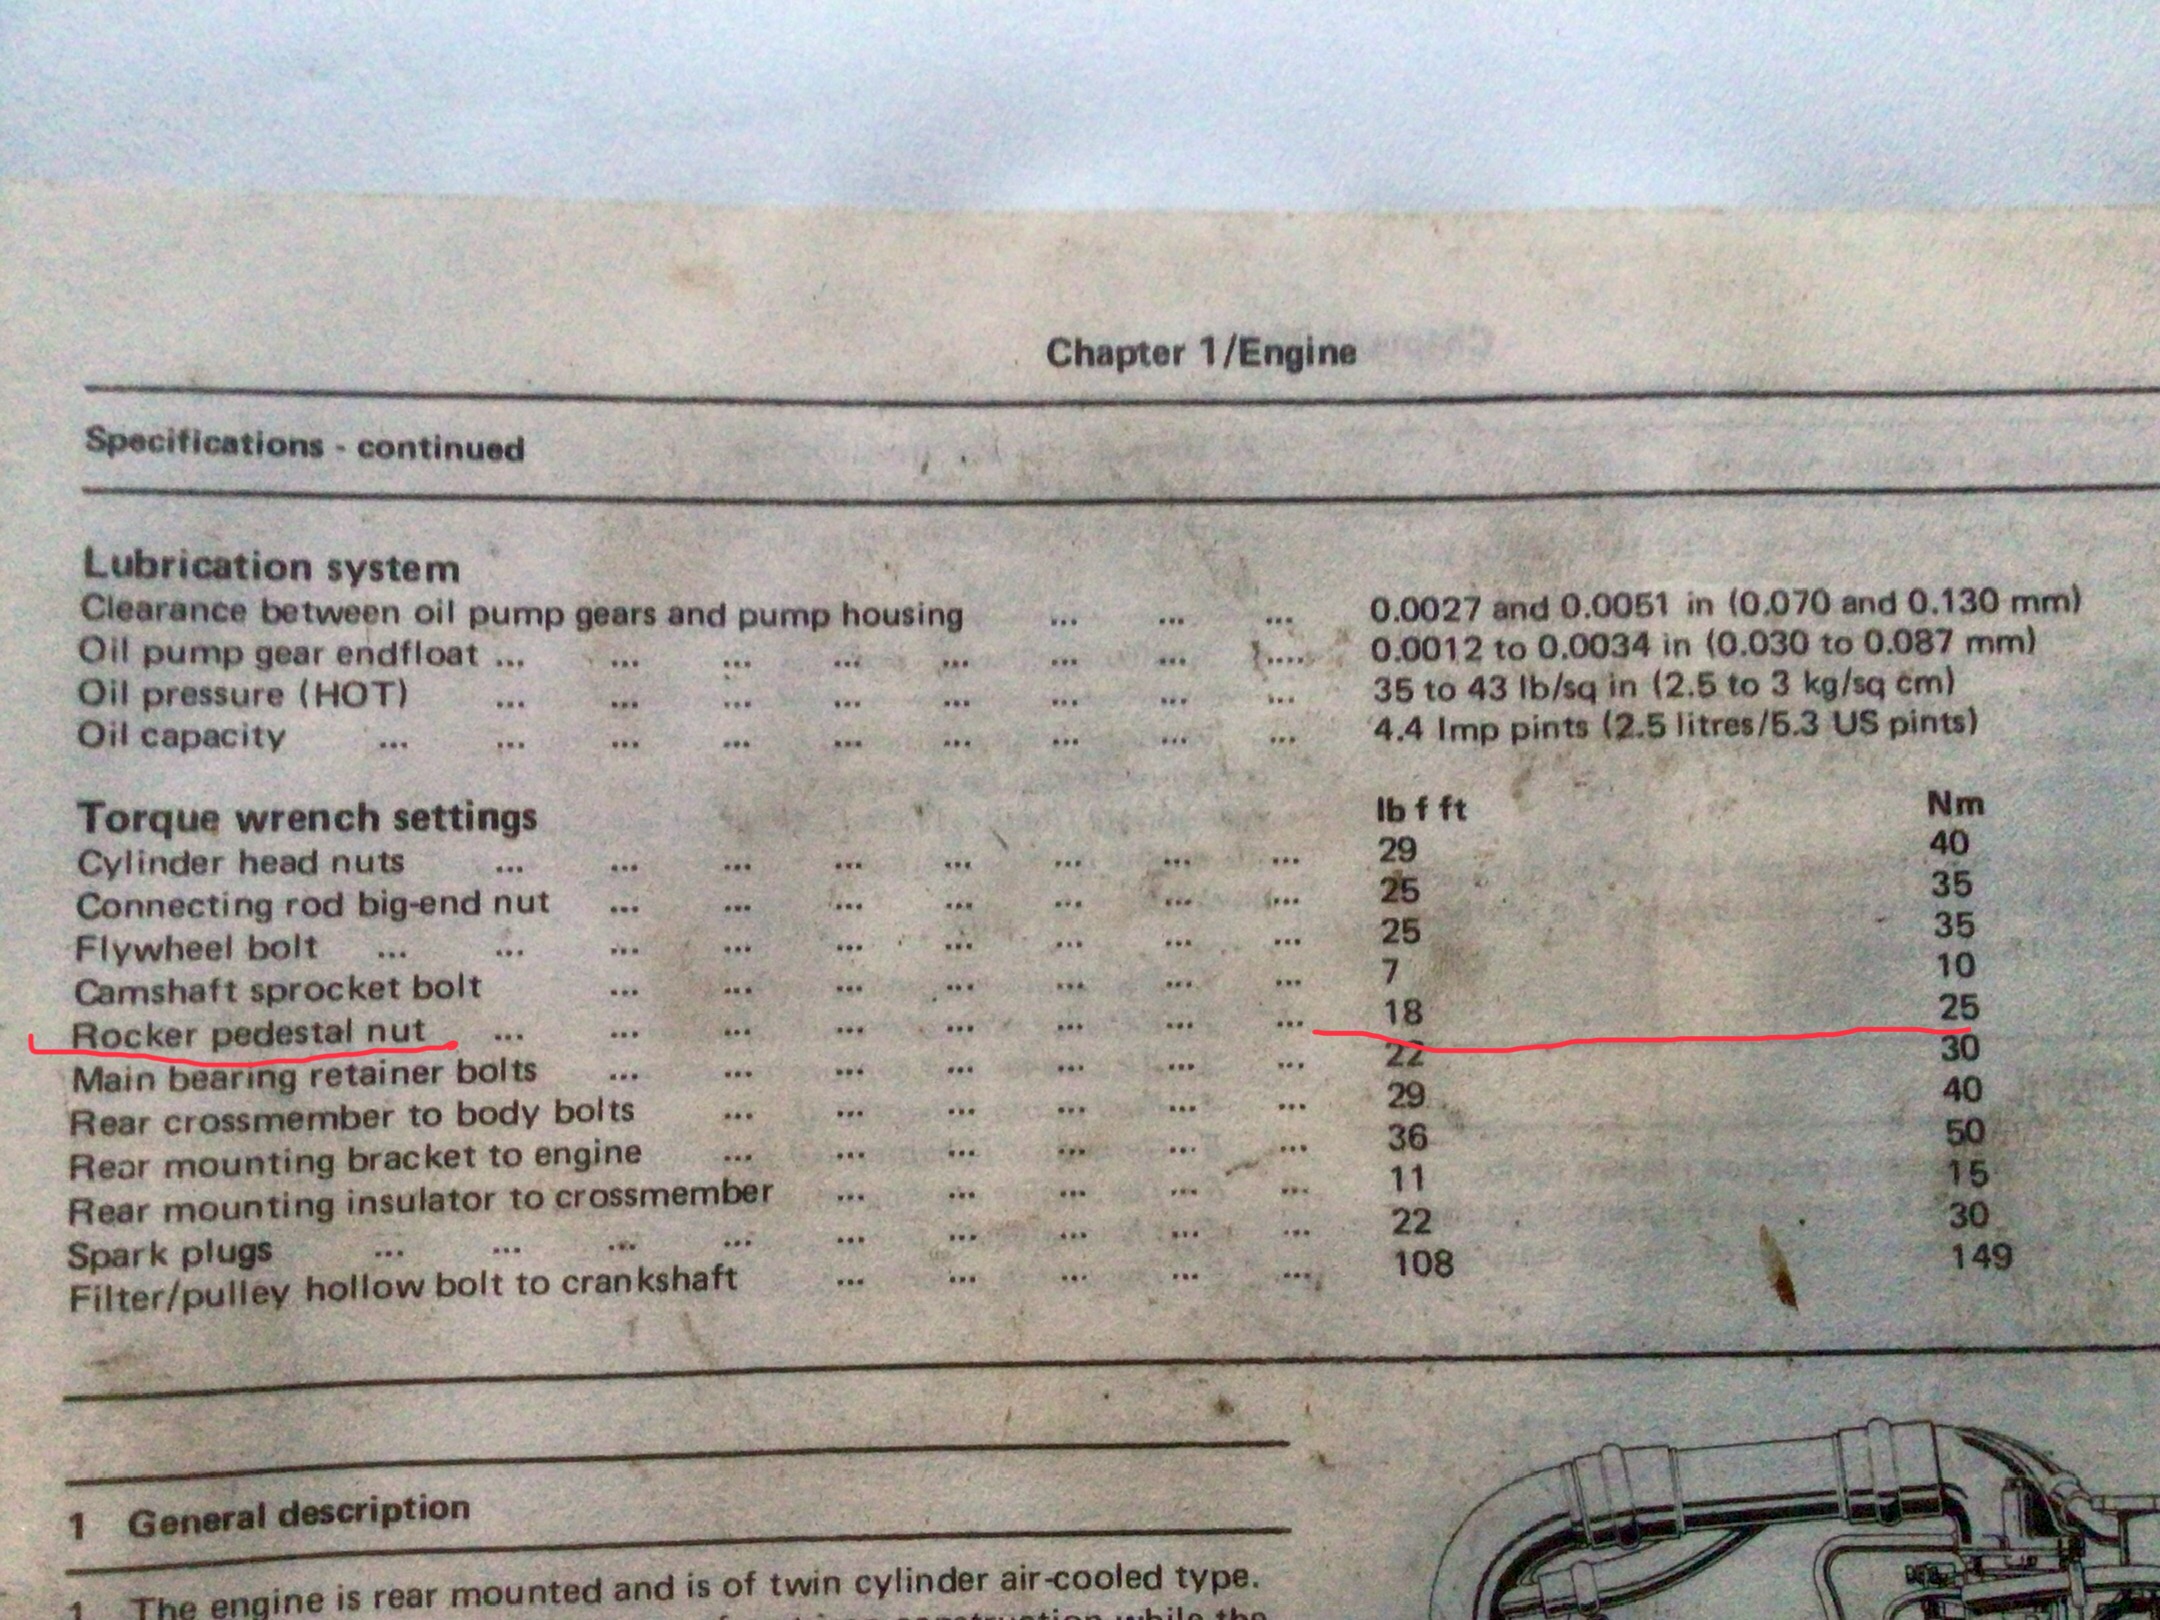 Chapter 1/Engine
Specifications - continued
Lubrication system
Clearance between oil pump gears and pump housing ... ... ... 0.0027 and 0.0051 in (0.070 and 0.130 mm)
Oil pump gear endfloat ... ... ... ... ... ... ... .... 0.0012 to 0.0034 in (0.030 to 0.087 mm)
Oil pressure (HOT) ... ... ... ... ... ... ... ... 35 to 43 lb/sq in (2.5 to 3 kg/sq cm)
Oil capacity ... ... ... ... ... ... ... ... ... 4.4 Imp pints (2.5 litres/5.3 US pints)
Torque wrench settings lb f ft Nm
Cylinder head nuts ... ... ... ... ... ... ... ... 29 40
Connecting rod big-end nut ... ... ... ... ... ... ... 25 35
Flywheel bolt ... ... ... ... ... ... ... ... ... 25 35
Camshaft sprocket bolt ... ... ... ... ... ... ... 7 10
Rocker pedestal nut ... ... ... ... ... ... ... ... 18 25
Main bearing retainer bolts ... ... ... ... ... ... ... 22 30
Rear crossmember to body bolts ... ... ... ... ... ... 29 40
Rear mounting bracket to engine ... ... ... ... ... ... 36 50
Rear mounting insulator to crossmember ... ... ... ... ... 11 15
Spark plugs ... ... ... ... ... ... ... ... ... 22 30
Filter/pulley hollow bolt to crankshaft ... ... ... ... ... 108 149
1 General description
1 The engine is rear mounted and is of twin cylinder air-cooled type.
construction while the